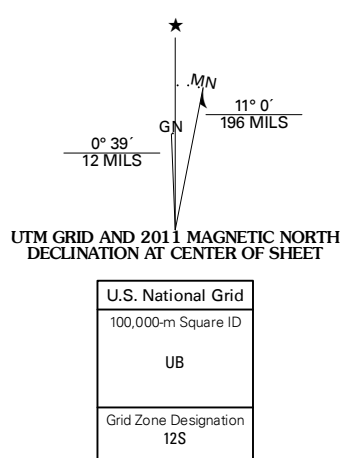 ★
MN
11° 0´
196 MILS
GN
0° 39´
12 MILS
UTM GRID AND 2011 MAGNETIC NORTH
DECLINATION AT CENTER OF SHEET
U.S. National Grid
100,000-m Square ID
UB
Grid Zone Designation
12S